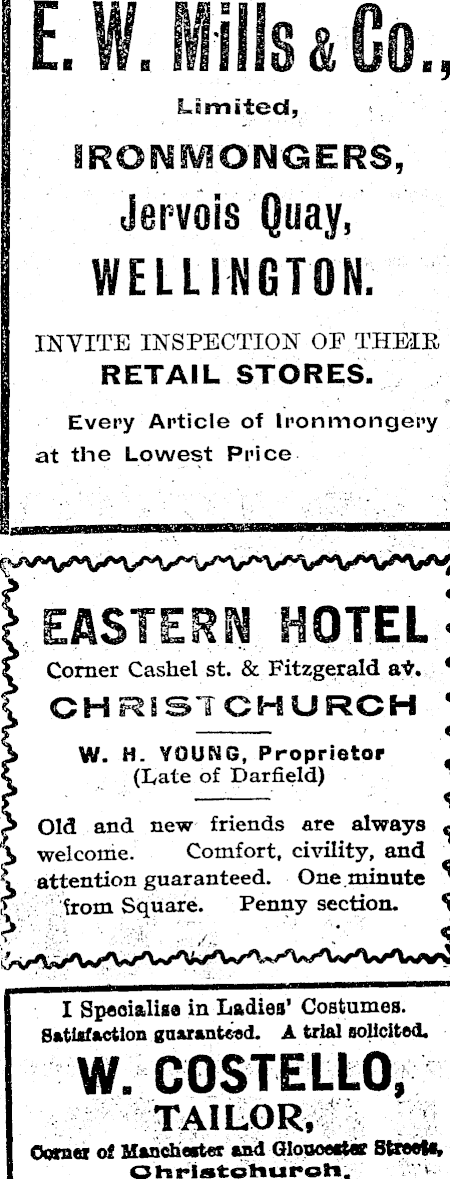 E. W. Mills & Co.,
Limited,
IRONMONGERS,
Jervois Quay,
WELLINGTON.
INVITE INSPECTION OF THEIR
RETAIL STORES.
Every Article of Ironmongery
at the Lowest Price
EASTERN HOTEL
Corner Cashel st. & Fitzgerald av.
CHRISTCHURCH
W. H. YOUNG, Proprietor
(Late of Darfield)
Old and new friends are always
welcome. Comfort, civility, and
attention guaranteed. One minute
from Square. Penny section.
I Specialise in Ladies' Costumes.
Satisfaction guaranteed. A trial solicited.
W. COSTELLO,
TAILOR,
Corner of Manchester and Gloucester Streets,
Christchurch.